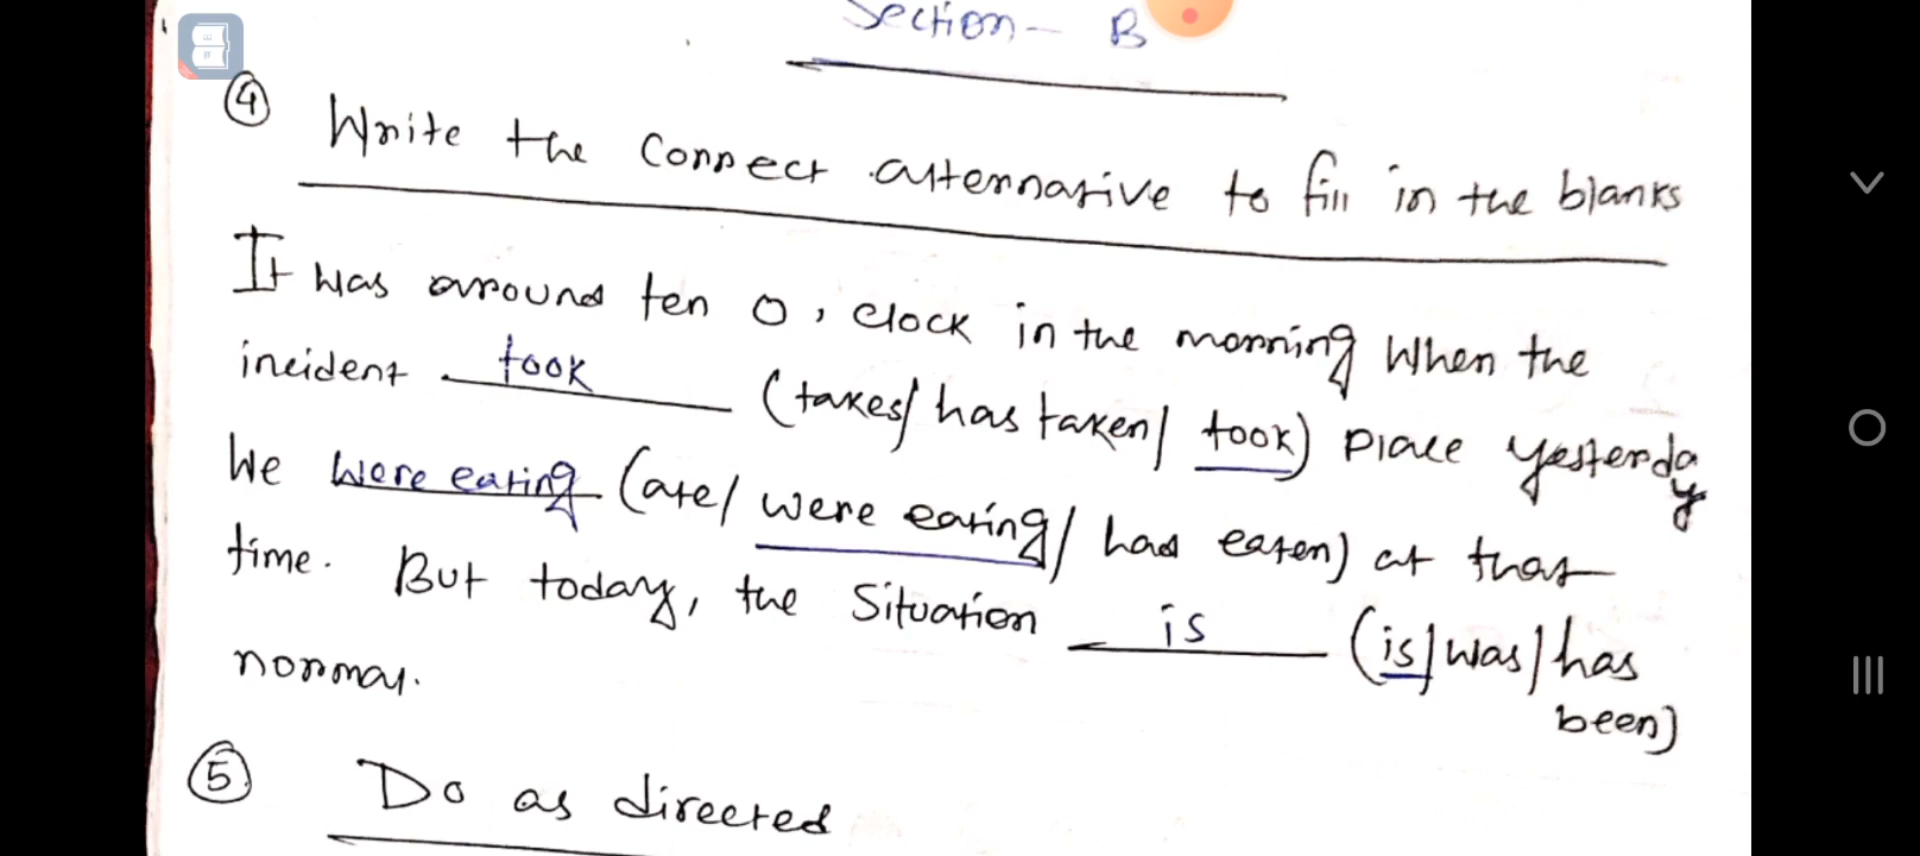 Section - B
④ Write the correct alternative to fill in the blanks
It was around ten o, clock in the morning when the
incident took (takes/ has taken/ took) place yesterday
We were eating (ate/ were eating/ had eaten) at that
time. But today, the situation is (is/was/has
been)
normal.
⑤ Do as directed